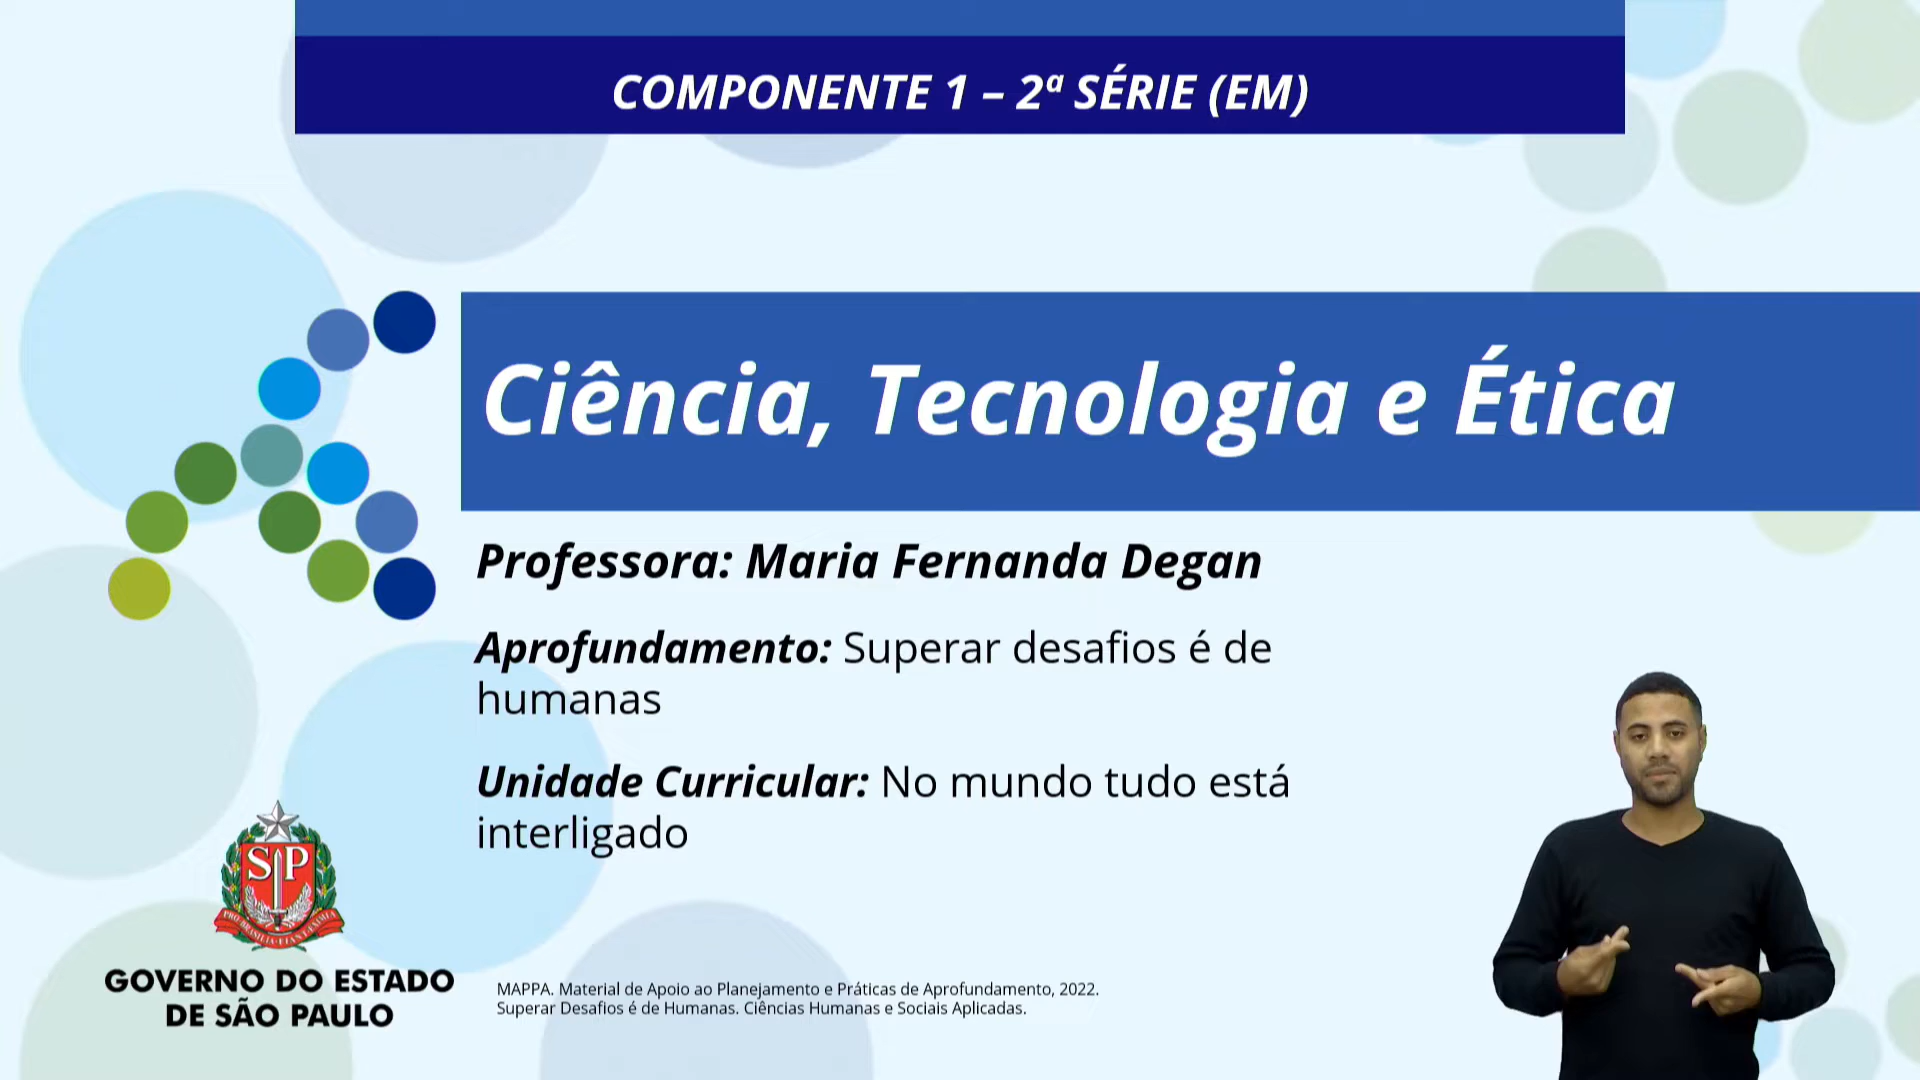 COMPONENTE 1 – 2ª SÉRIE (EM)
Ciência, Tecnologia e Ética
Professora: Maria Fernanda Degan
Aprofundamento: Superar desafios é de
humanas
Unidade Curricular: No mundo tudo está
interligado
SP
GOVERNO DO ESTADO
DE SÃO PAULO
MAPPA. Material de Apoio ao Planejamento e Práticas de Aprofundamento, 2022.
Superar Desafios é de Humanas. Ciências Humanas e Sociais Aplicadas.